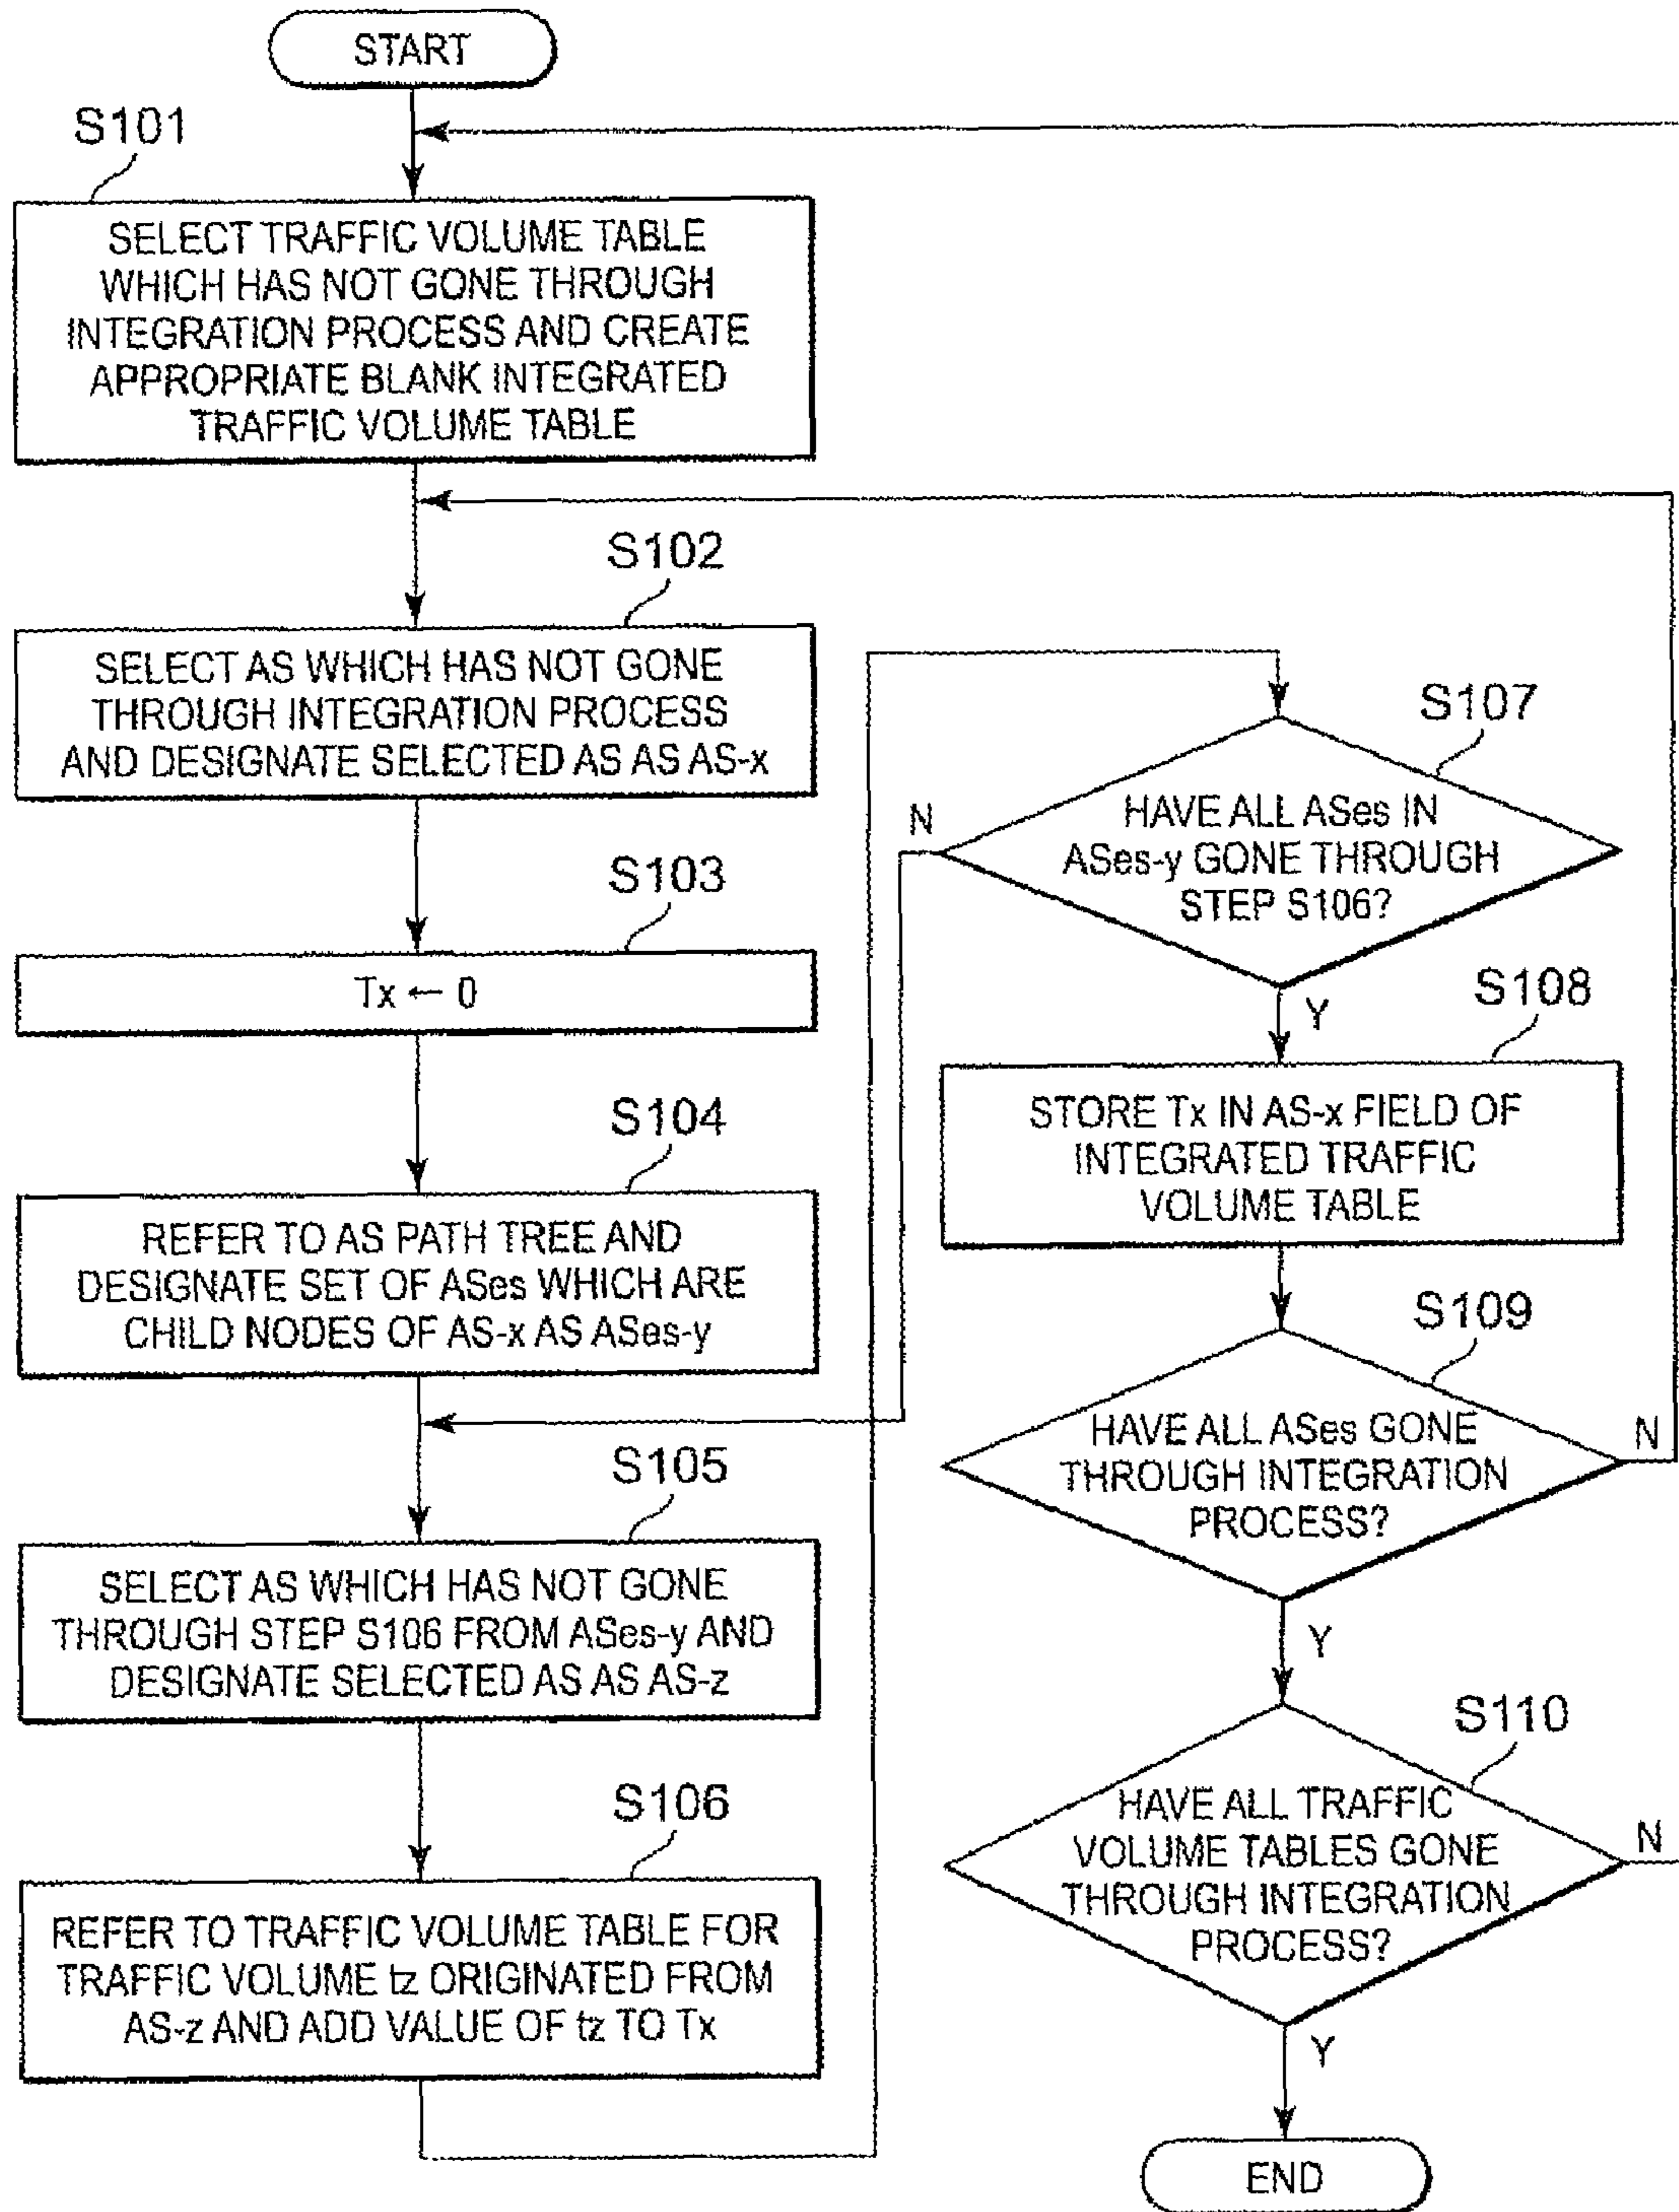 START
S101
SELECT TRAFFIC VOLUME TABLE
WHICH HAS NOT GONE THROUGH
INTEGRATION PROCESS AND CREATE
APPROPRIATE BLANK INTEGRATED
TRAFFIC VOLUME TABLE
S102
SELECT AS WHICH HAS NOT GONE
THROUGH INTEGRATION PROCESS
AND DESIGNATE SELECTED AS AS AS-x
S103
Tx ← 0
S104
REFER TO AS PATH TREE AND
DESIGNATE SET OF ASes WHICH ARE
CHILD NODES OF AS-x AS ASes-y
S105
SELECT AS WHICH HAS NOT GONE
THROUGH STEP S106 FROM ASes-y AND
DESIGNATE SELECTED AS AS AS-z
S106
REFER TO TRAFFIC VOLUME TABLE FOR
TRAFFIC VOLUME tz ORIGINATED FROM
AS-z AND ADD VALUE OF tz TO Tx
S107
N
HAVE ALL ASes IN
ASes-y GONE THROUGH
STEP S106?
Y
S108
STORE Tx IN AS-x FIELD OF
INTEGRATED TRAFFIC
VOLUME TABLE
S109
HAVE ALL ASes GONE
THROUGH INTEGRATION
PROCESS?
N
Y
S110
HAVE ALL TRAFFIC
VOLUME TABLES GONE
THROUGH INTEGRATION
PROCESS?
N
Y
END